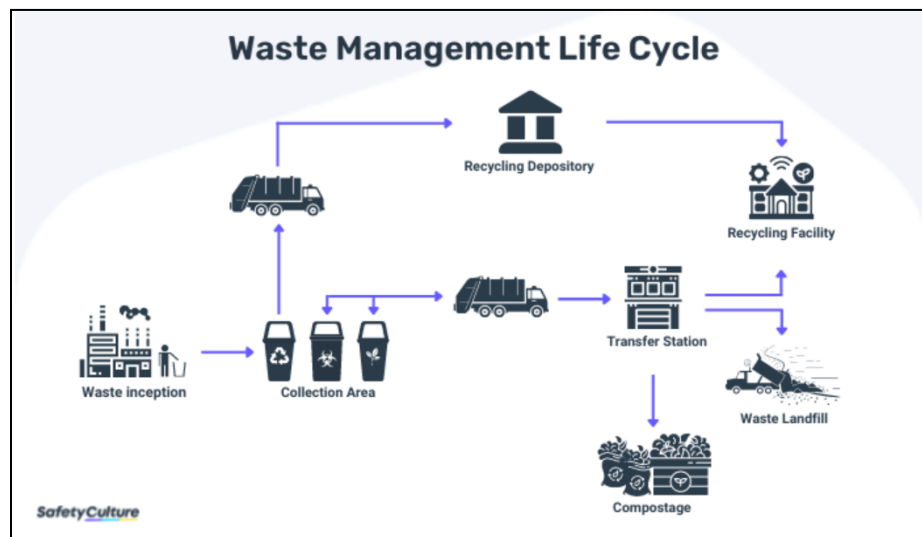 Waste Management Life Cycle
Recycling Depository
Recycling Facility
Transfer Station
Waste inception
Collection Area
Waste Landfill
Compostage
SafetyCulture